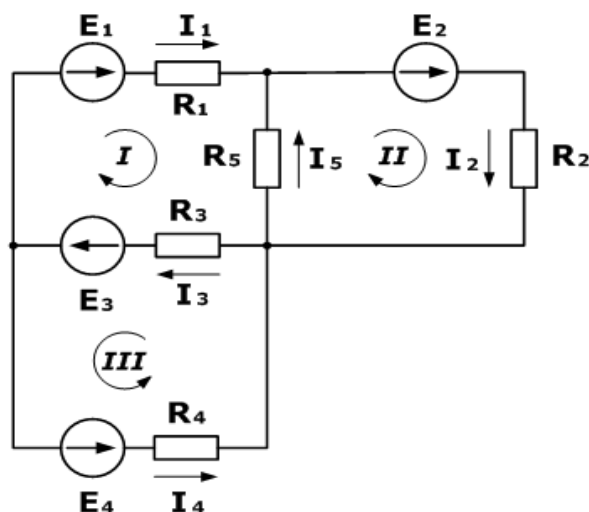 E1 I1 E2
R1
I R5 I5 II I2 R2
R3
E3 I3
III
R4
E4 I4